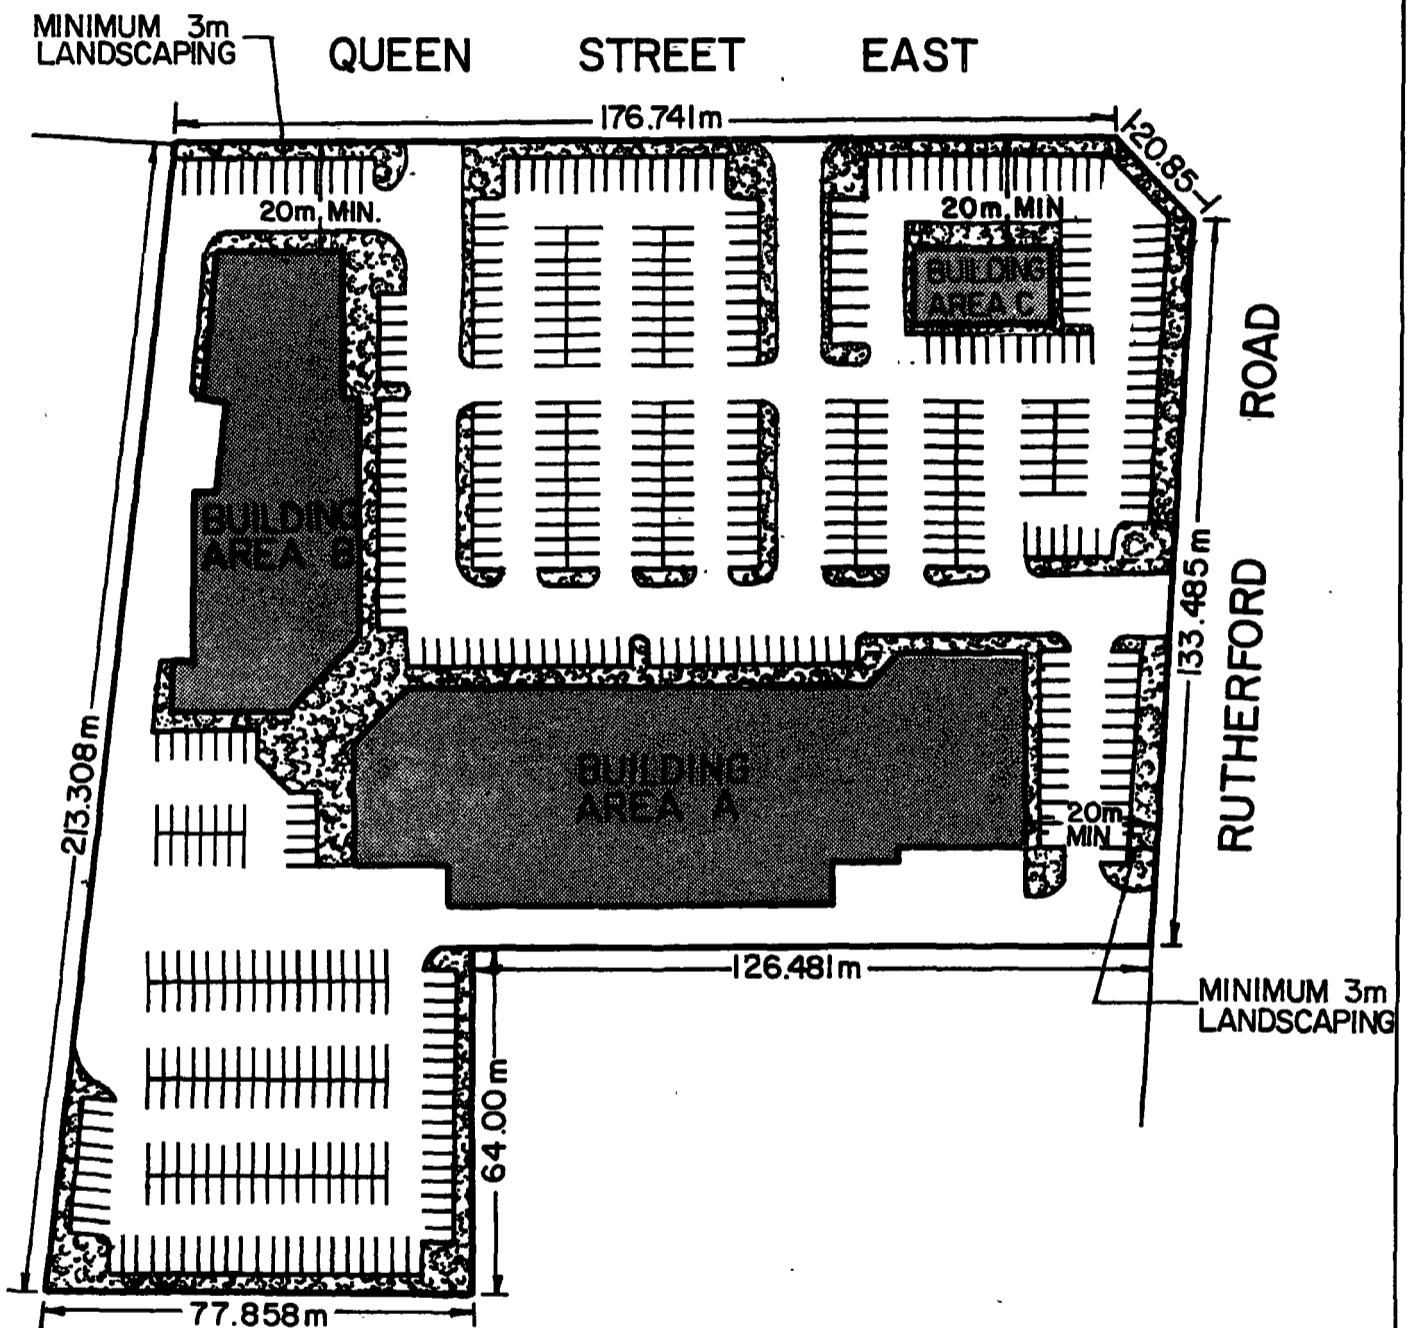 MINIMUM 3m
LANDSCAPING
QUEEN STREET EAST
176.741m
120.85
20m MIN.
20m MIN
BUILDING
AREA C
ROAD
BUILDING
AREA B
133.485m
RUTHERFORD
213.308m
BUILDING
AREA A
20m
MIN
126.481m
MINIMUM 3m
LANDSCAPING
64.00m
77.858m